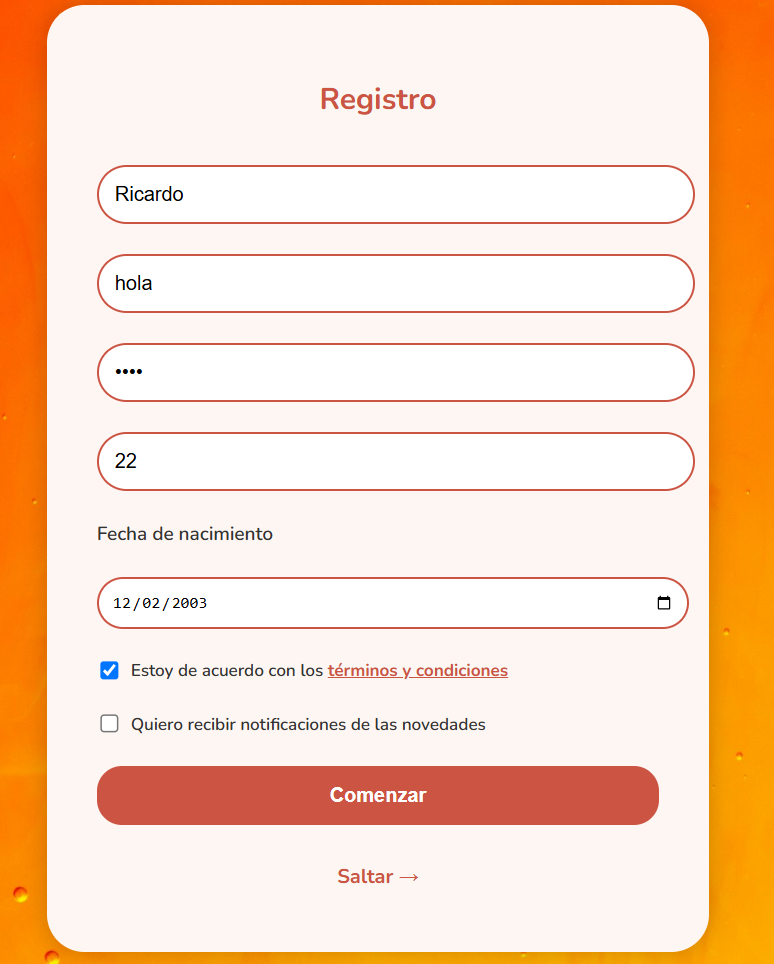 Registro
Ricardo
hola
••••
22
Fecha de nacimiento
12/02/2003
Estoy de acuerdo con los términos y condiciones
Quiero recibir notificaciones de las novedades
Comenzar
Saltar →